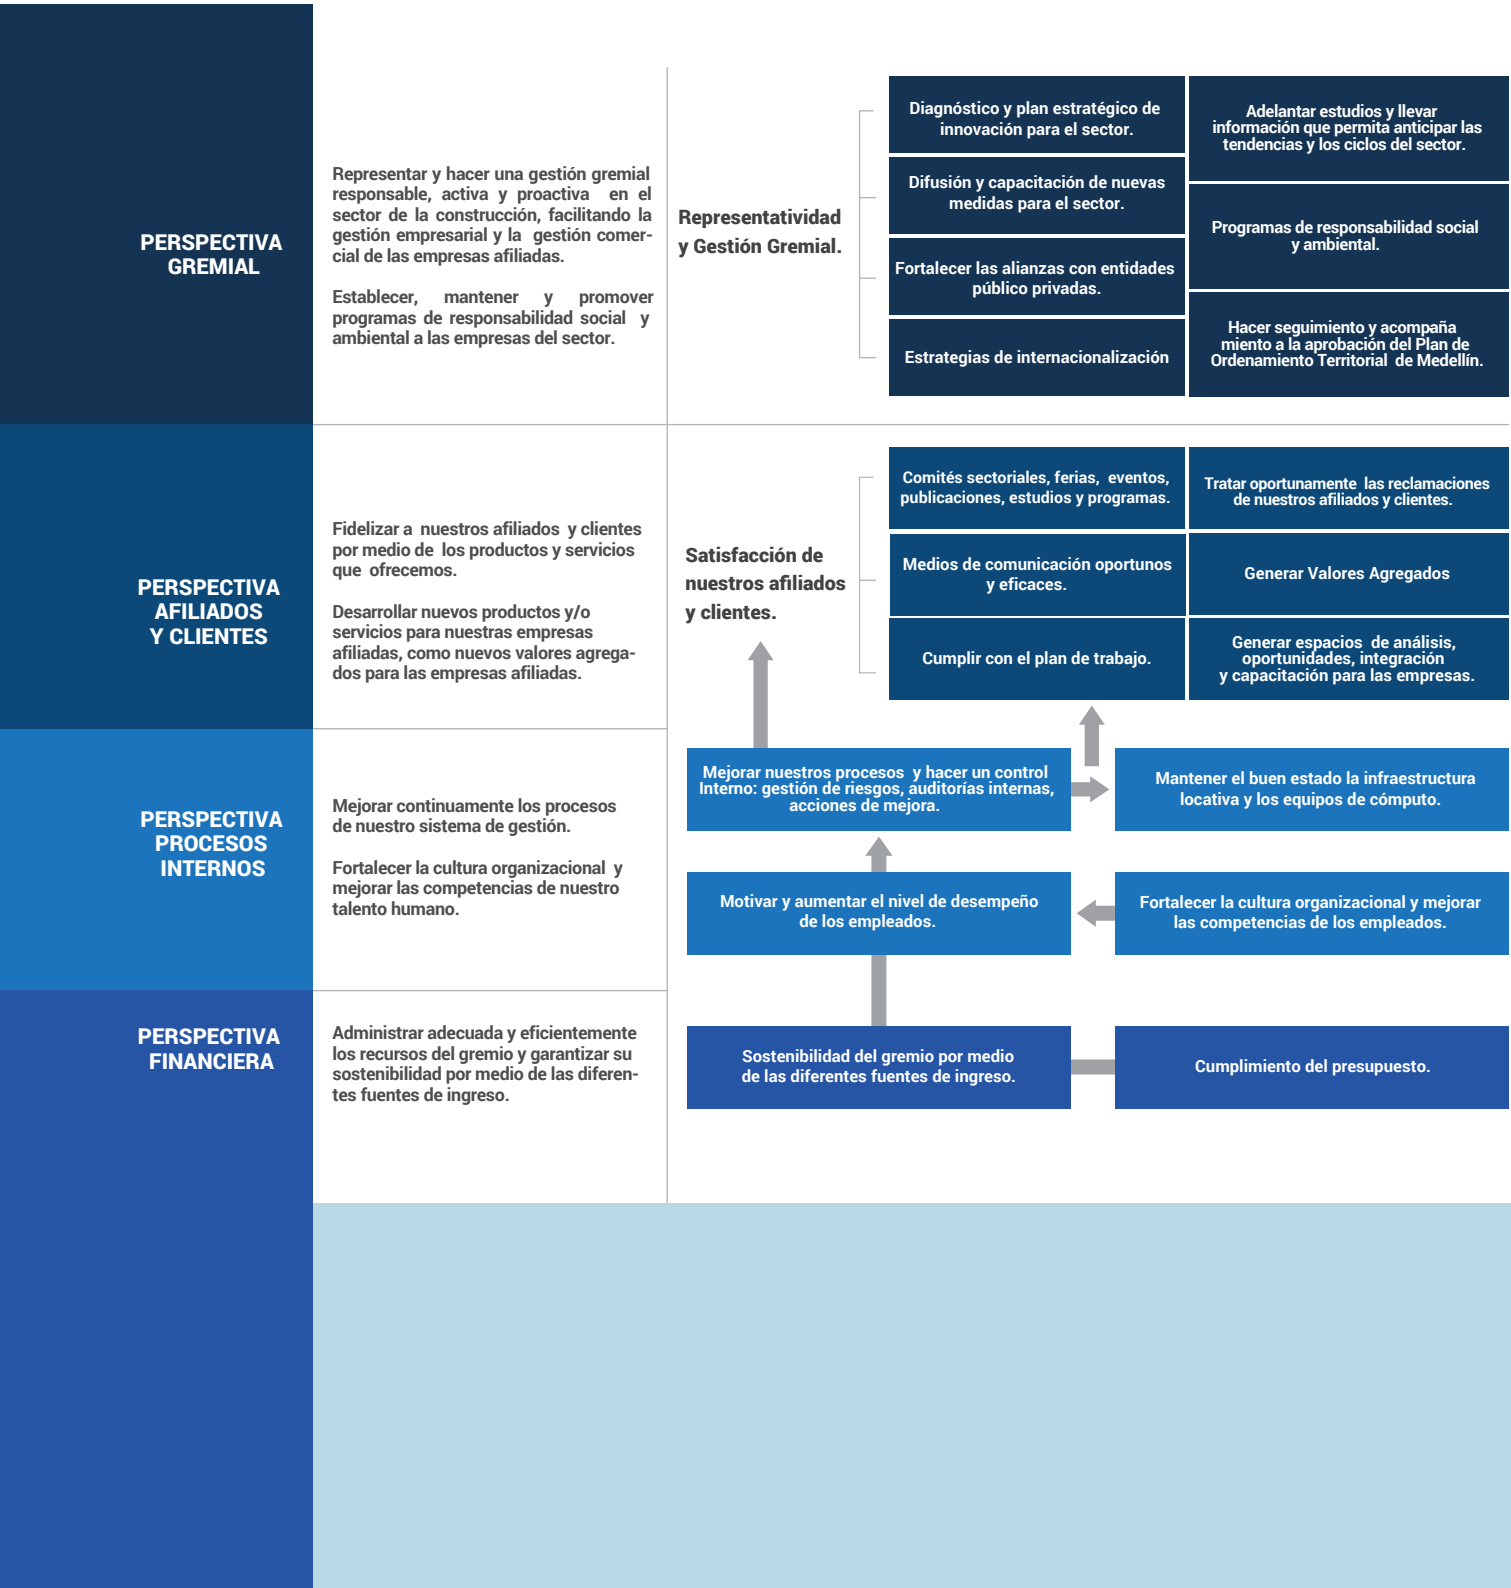 PERSPECTIVA
GREMIAL
Representar y hacer una gestión gremial
responsable, activa y proactiva en el
sector de la construcción, facilitando la
gestión empresarial y la gestión comer-
cial de las empresas afiliadas.
Establecer, mantener y promover
programas de responsabilidad social y
ambiental a las empresas del sector.
Representatividad
y Gestión Gremial.
Diagnóstico y plan estratégico de
innovación para el sector.
Difusión y capacitación de nuevas
medidas para el sector.
Fortalecer las alianzas con entidades
público privadas.
Estrategias de internacionalización
Adelantar estudios y llevar
información que permita anticipar las
tendencias y los ciclos del sector.
Programas de responsabilidad social
y ambiental.
Hacer seguimiento y acompaña
miento a la aprobación del Plan de
Ordenamiento Territorial de Medellín.
PERSPECTIVA
AFILIADOS
Y CLIENTES
Fidelizar a nuestros afiliados y clientes
por medio de los productos y servicios
que ofrecemos.
Desarrollar nuevos productos y/o
servicios para nuestras empresas
afiliadas, como nuevos valores agrega-
dos para las empresas afiliadas.
Satisfacción de
nuestros afiliados
y clientes.
Comités sectoriales, ferias, eventos,
publicaciones, estudios y programas.
Medios de comunicación oportunos
y eficaces.
Cumplir con el plan de trabajo.
Tratar oportunamente las reclamaciones
de nuestros afiliados y clientes.
Generar Valores Agregados
Generar espacios de análisis,
oportunidades, integración
y capacitación para las empresas.
PERSPECTIVA
PROCESOS
INTERNOS
Mejorar continuamente los procesos
de nuestro sistema de gestión.
Fortalecer la cultura organizacional y
mejorar las competencias de nuestro
talento humano.
Mejorar nuestros procesos y hacer un control
Interno: gestión de riesgos, auditorías internas,
acciones de mejora.
Mantener el buen estado la infraestructura
locativa y los equipos de cómputo.
Motivar y aumentar el nivel de desempeño
de los empleados.
Fortalecer la cultura organizacional y mejorar
las competencias de los empleados.
PERSPECTIVA
FINANCIERA
Administrar adecuada y eficientemente
los recursos del gremio y garantizar su
sostenibilidad por medio de las diferen-
tes fuentes de ingreso.
Sostenibilidad del gremio por medio
de las diferentes fuentes de ingreso.
Cumplimiento del presupuesto.